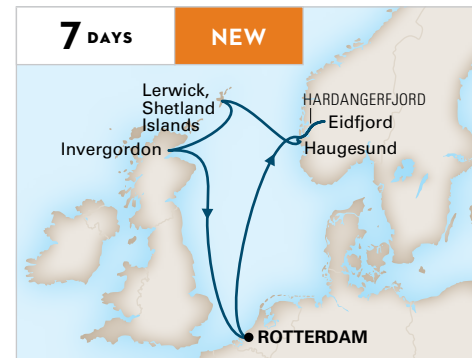 7 DAYS
NEW
Lerwick,
Shetland
Islands
HARDANGERFJORD
Eidfjord
Invergordon
Haugesund
ROTTERDAM